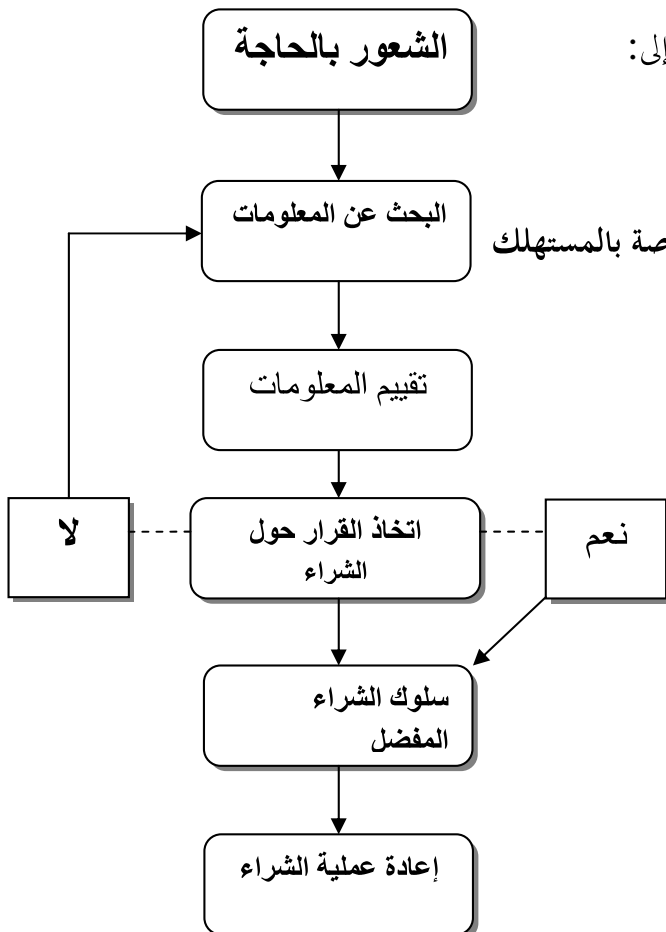 الشعور بالحاجة
إلى:
البحث عن المعلومات
بالمستهلك
تقييم المعلومات
لا
اتخاذ القرار حول
الشراء
نعم
سلوك الشراء
المفضل
إعادة عملية الشراء